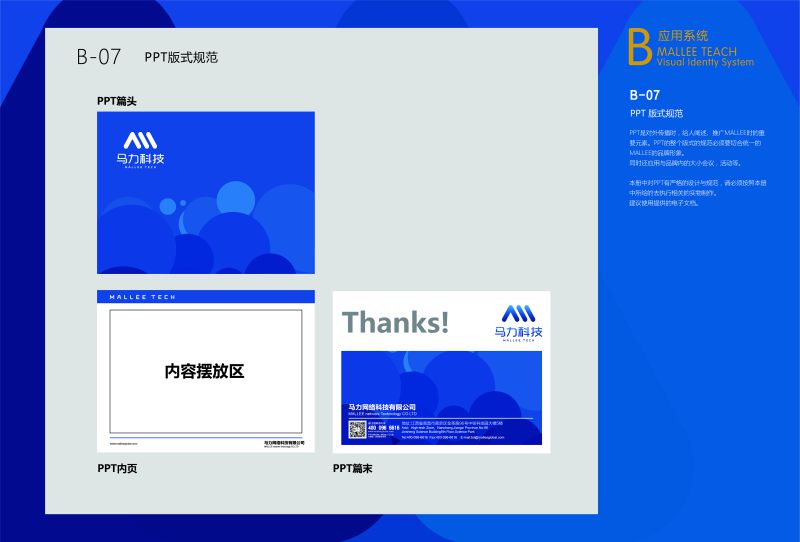 B-07 PPT版式规范
PPT篇头
马力科技
MALLEE TECH
MALLEE TECH
内容摆放区
马力网络科技有限公司
PPT内页
Thanks!
马力科技
MALLEE TECH
马力网络科技有限公司
MALLEE network Technology CO.LTD
400 096 6616
PPT篇末
B 应用系统
MALLEE TEACH
Visual Identty System
B-07
PPT 版式规范
PPT是对外传播时，给人阐述、推广MALLEE时的重
要元素。PPT的整个版式的规范必须要切合统一的
MALLEE的品牌形象。
同时还应用与品牌内的大小会议，活动等。
本册中对PPT有严格的设计与规范，请必须按照本册
中所给的去执行相关的实物制作。
建议使用提供的电子文档。